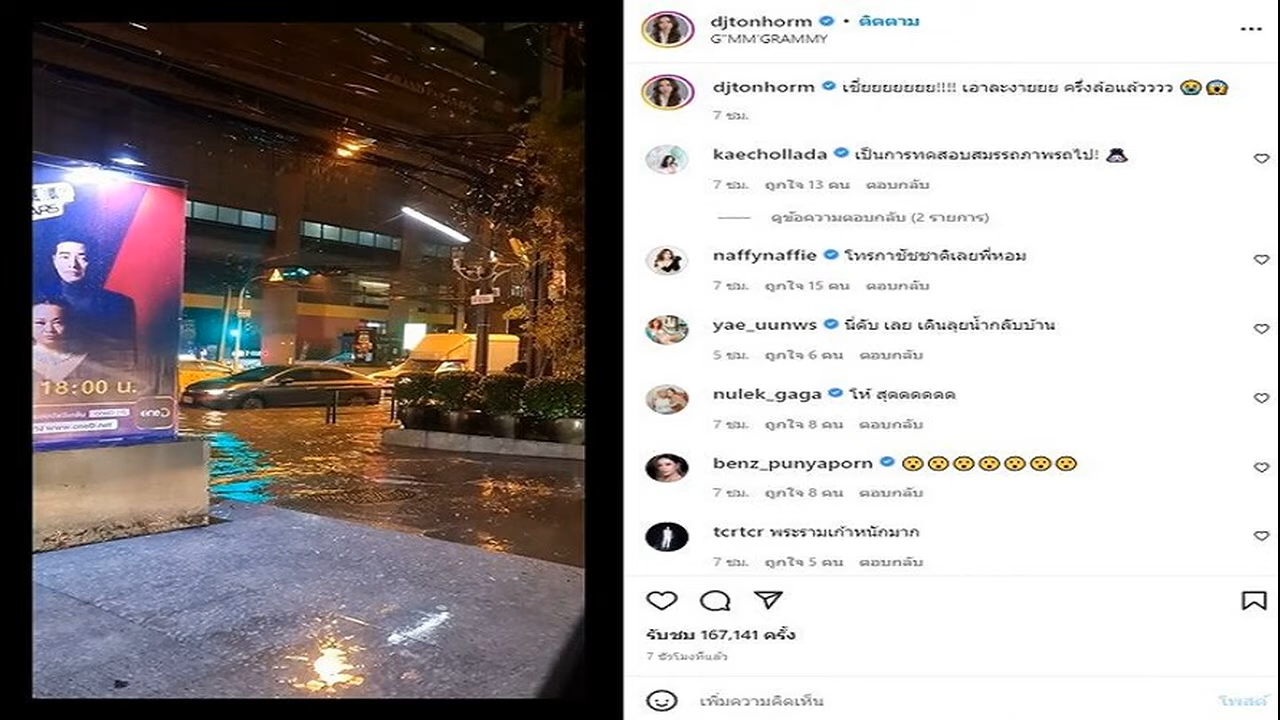 18:00 น.
one
djtonhorm • ติดตาม
G"MM'GRAMMY
djtonhorm เชี่ยยยยยยย!!!! เอาละงายยย ครึ่งล้อแล้วววว 😭😱
7 ชม.
kaechollada เป็นการทดสอบสมรรถภาพรถไป!
7 ชม. ถูกใจ 13 คน ตอบกลับ
ดูข้อความตอบกลับ (2 รายการ)
naffynaffie โทรกาชัชชาติเลยพี่หอม
7 ชม. ถูกใจ 15 คน ตอบกลับ
yae_uunws นี่ดับ เลย เดินลุยน้ำกลับบ้าน
5 ชม. ถูกใจ 6 คน ตอบกลับ
nulek_gaga โห้ สุดดดดดด
7 ชม. ถูกใจ 8 คน ตอบกลับ
benz_punyaporn 😮😮😮😮😮😮😮
7 ชม. ถูกใจ 8 คน ตอบกลับ
tcrtcr พระรามเก้าหนักมาก
7 ชม. ถูกใจ 5 คน ตอบกลับ
รับชม 167,141 ครั้ง
7 ชั่วโมงที่แล้ว
เพิ่มความคิดเห็น
โพสต์